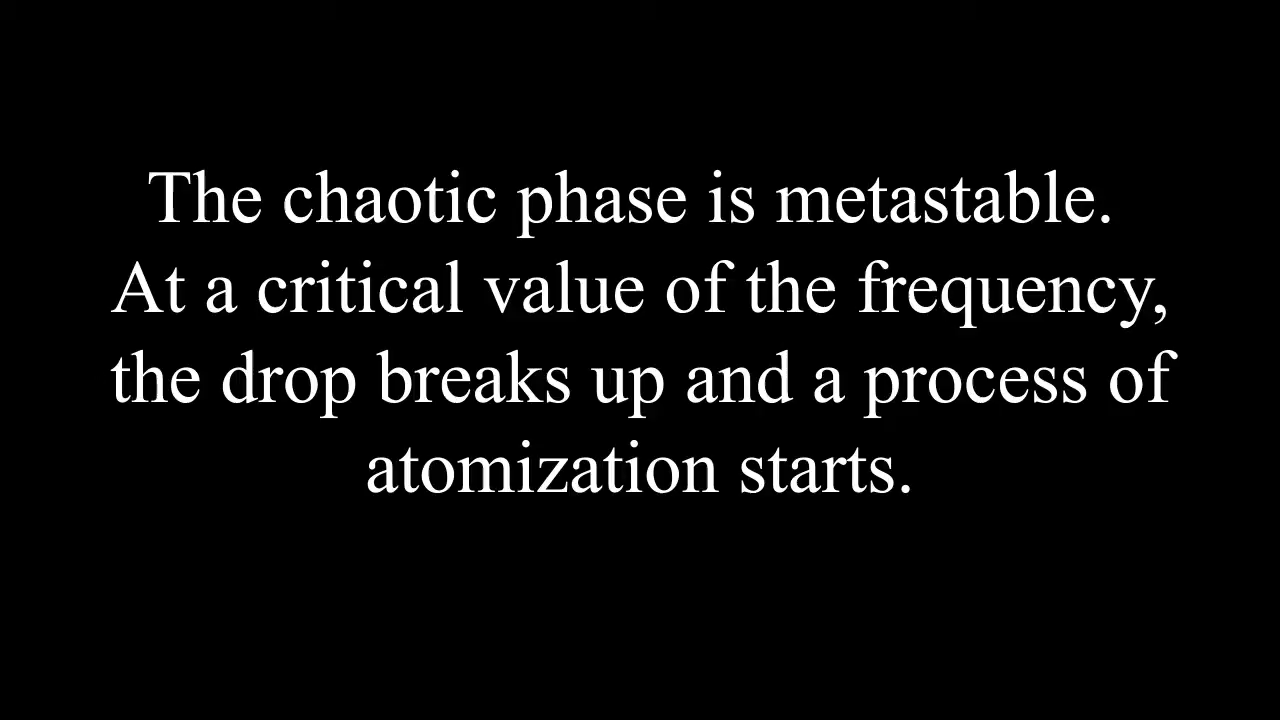 The chaotic phase is metastable.
At a critical value of the frequency,
the drop breaks up and a process of
atomization starts.